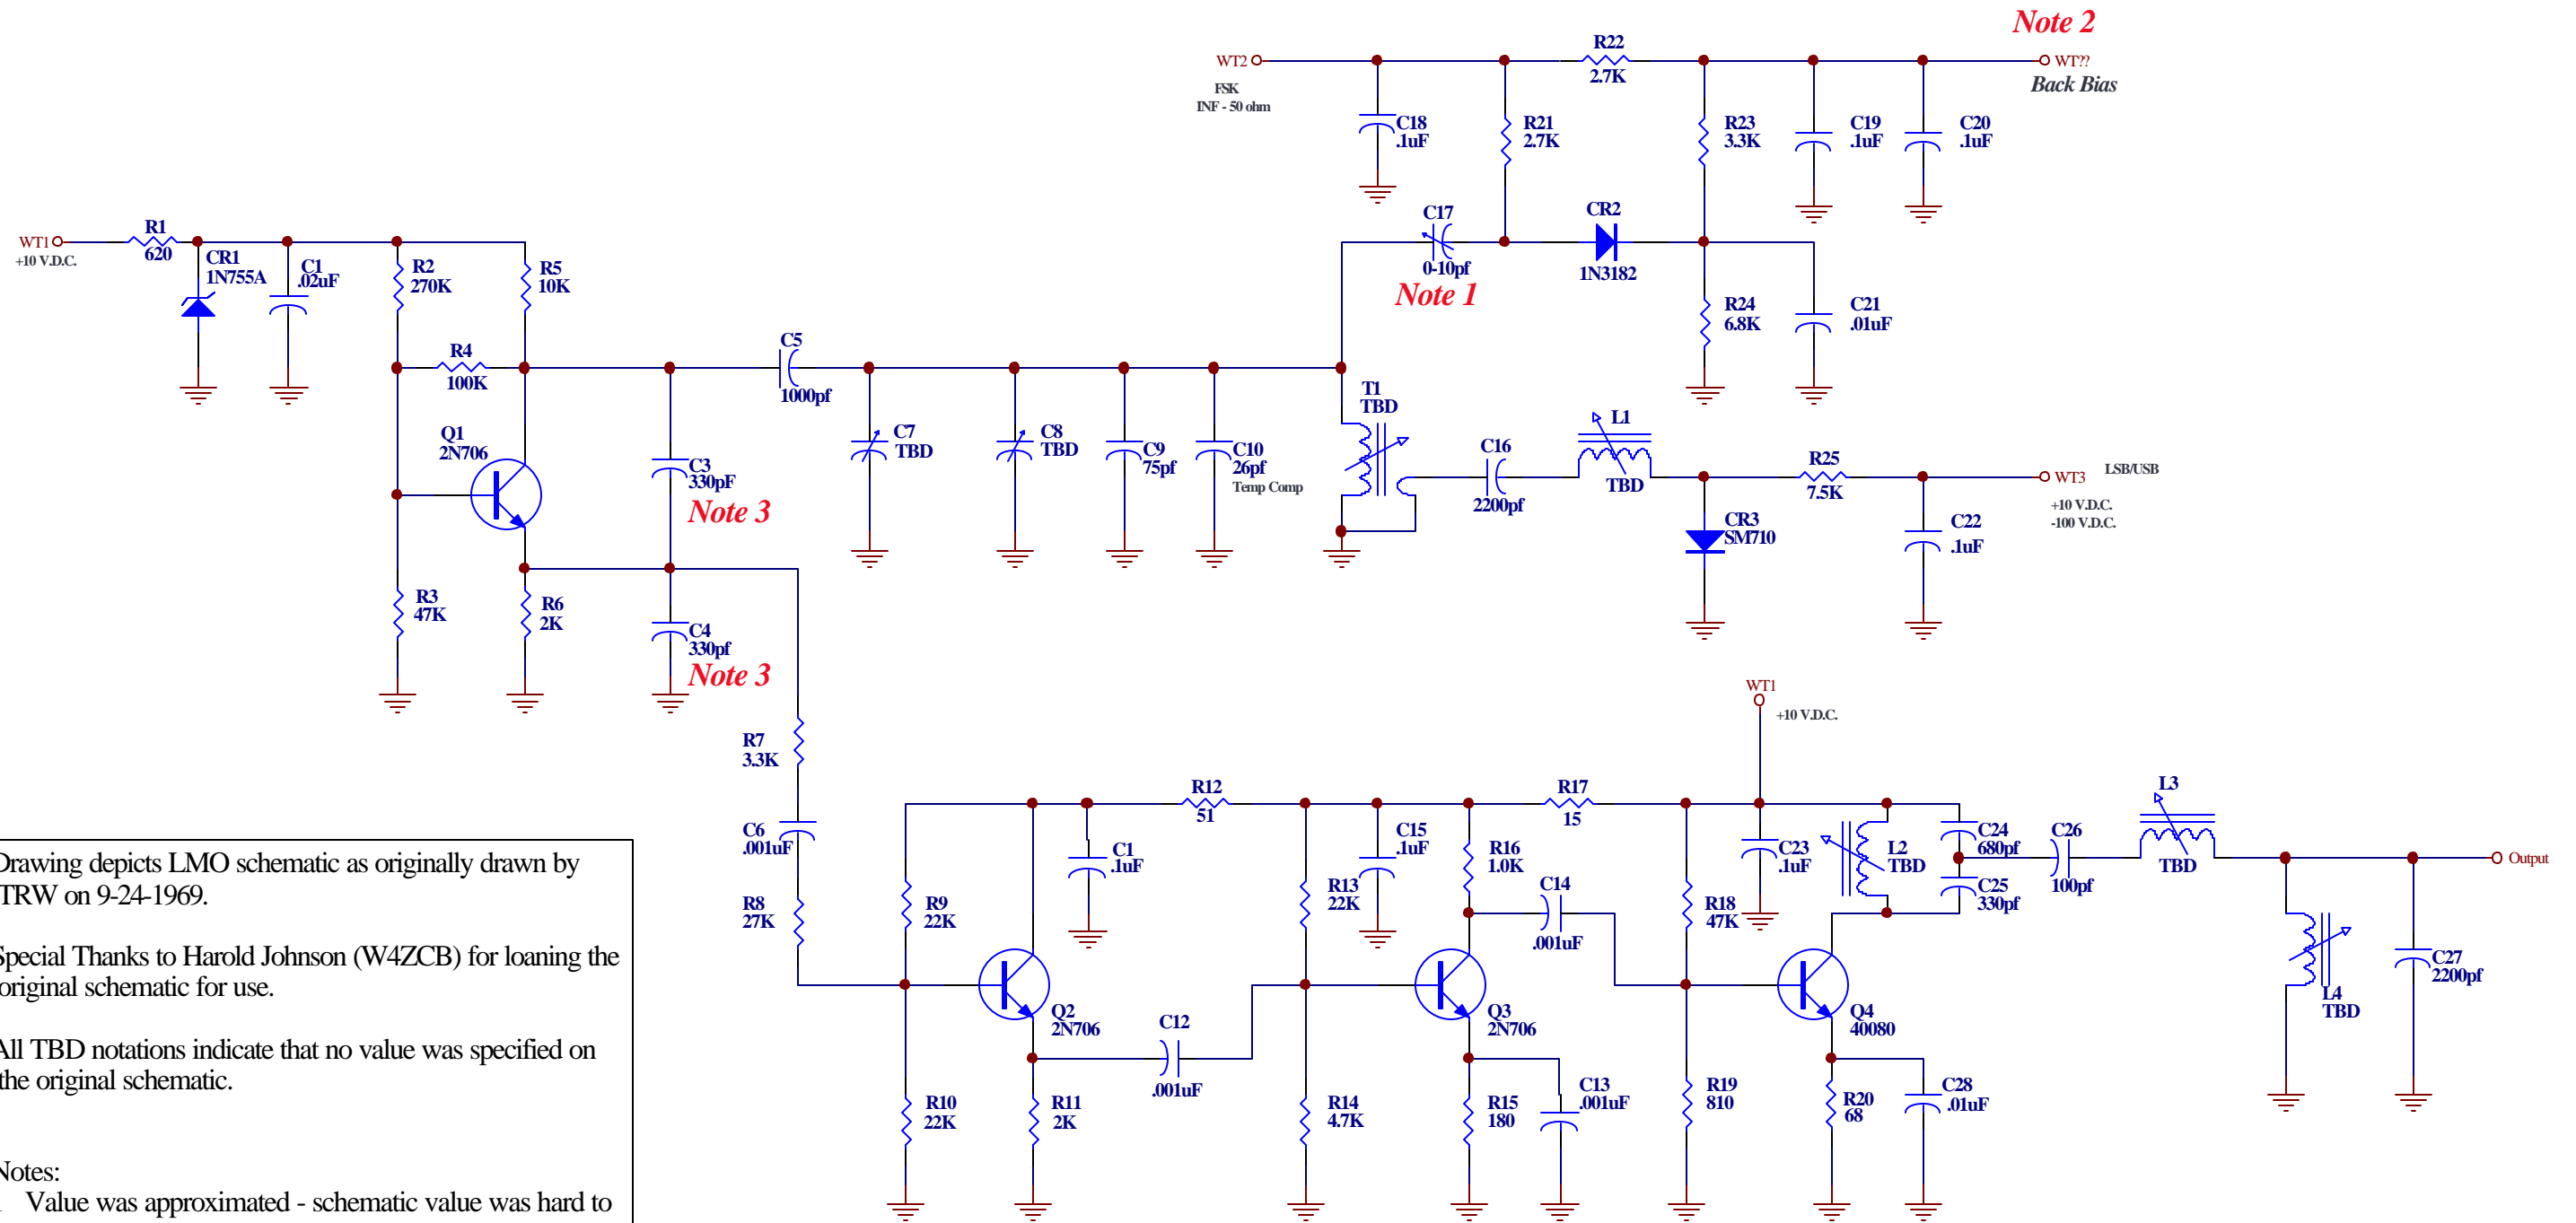 Note 2
WT2
FSK
INF - 50 ohm
R22
2.7K
WT??
Back Bias
C18
.1uF
R21
2.7K
R23
3.3K
C19
.1uF
C20
.1uF
WT1
+10 V.D.C.
R1
620
CR1
1N755A
C1
.02uF
R2
270K
R5
10K
C17
0-10pf
Note 1
CR2
1N3182
R24
6.8K
C21
.01uF
R4
100K
C5
1000pf
Q1
2N706
C3
330pF
Note 3
C7
TBD
C8
TBD
C9
75pf
C10
26pf
Temp Comp
T1
TBD
C16
2200pf
L1
TBD
R25
7.5K
WT3
LSB/USB
+10 V.D.C.
-100 V.D.C.
CR3
SM710
C22
.1uF
R3
47K
R6
2K
C4
330pf
Note 3
WT1
+10 V.D.C.
R7
3.3K
C6
.001uF
R8
27K
R9
22K
C1
.1uF
R12
51
R13
22K
C15
.1uF
R16
1.0K
R17
15
C14
.001uF
R18
47K
C23
.1uF
L2
TBD
C24
680pf
C25
330pf
C26
100pf
L3
TBD
Output
L4
TBD
C27
2200pf
Q2
2N706
C12
.001uF
Q3
2N706
Q4
40080
R10
22K
R11
2K
R14
4.7K
R15
180
C13
.001uF
R19
810
R20
68
C28
.01uF
Drawing depicts LMO schematic as originally drawn by
TRW on 9-24-1969.
Special Thanks to Harold Johnson (W4ZCB) for loaning the
original schematic for use.
All TBD notations indicate that no value was specified on
the original schematic.
Notes:
Value was approximated - schematic value was hard to